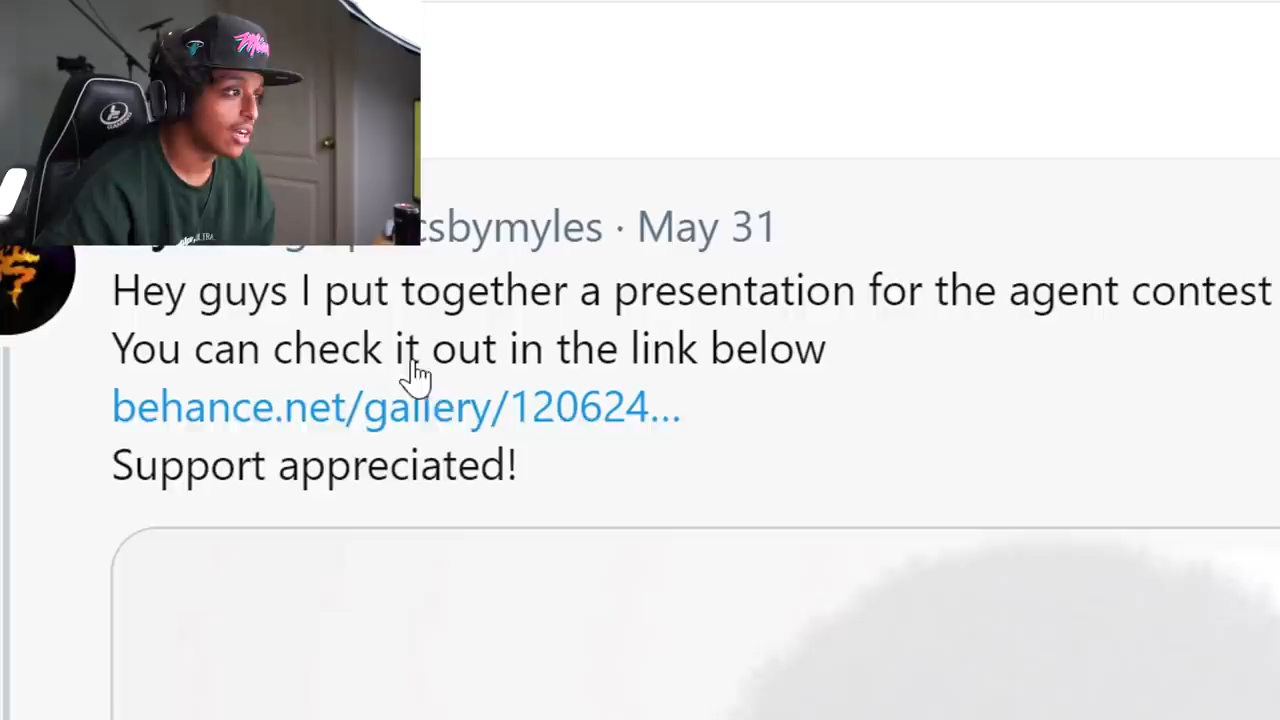 csbymyles · May 31
Hey guys I put together a presentation for the agent contest
You can check it out in the link below
behance.net/gallery/120624...
Support appreciated!